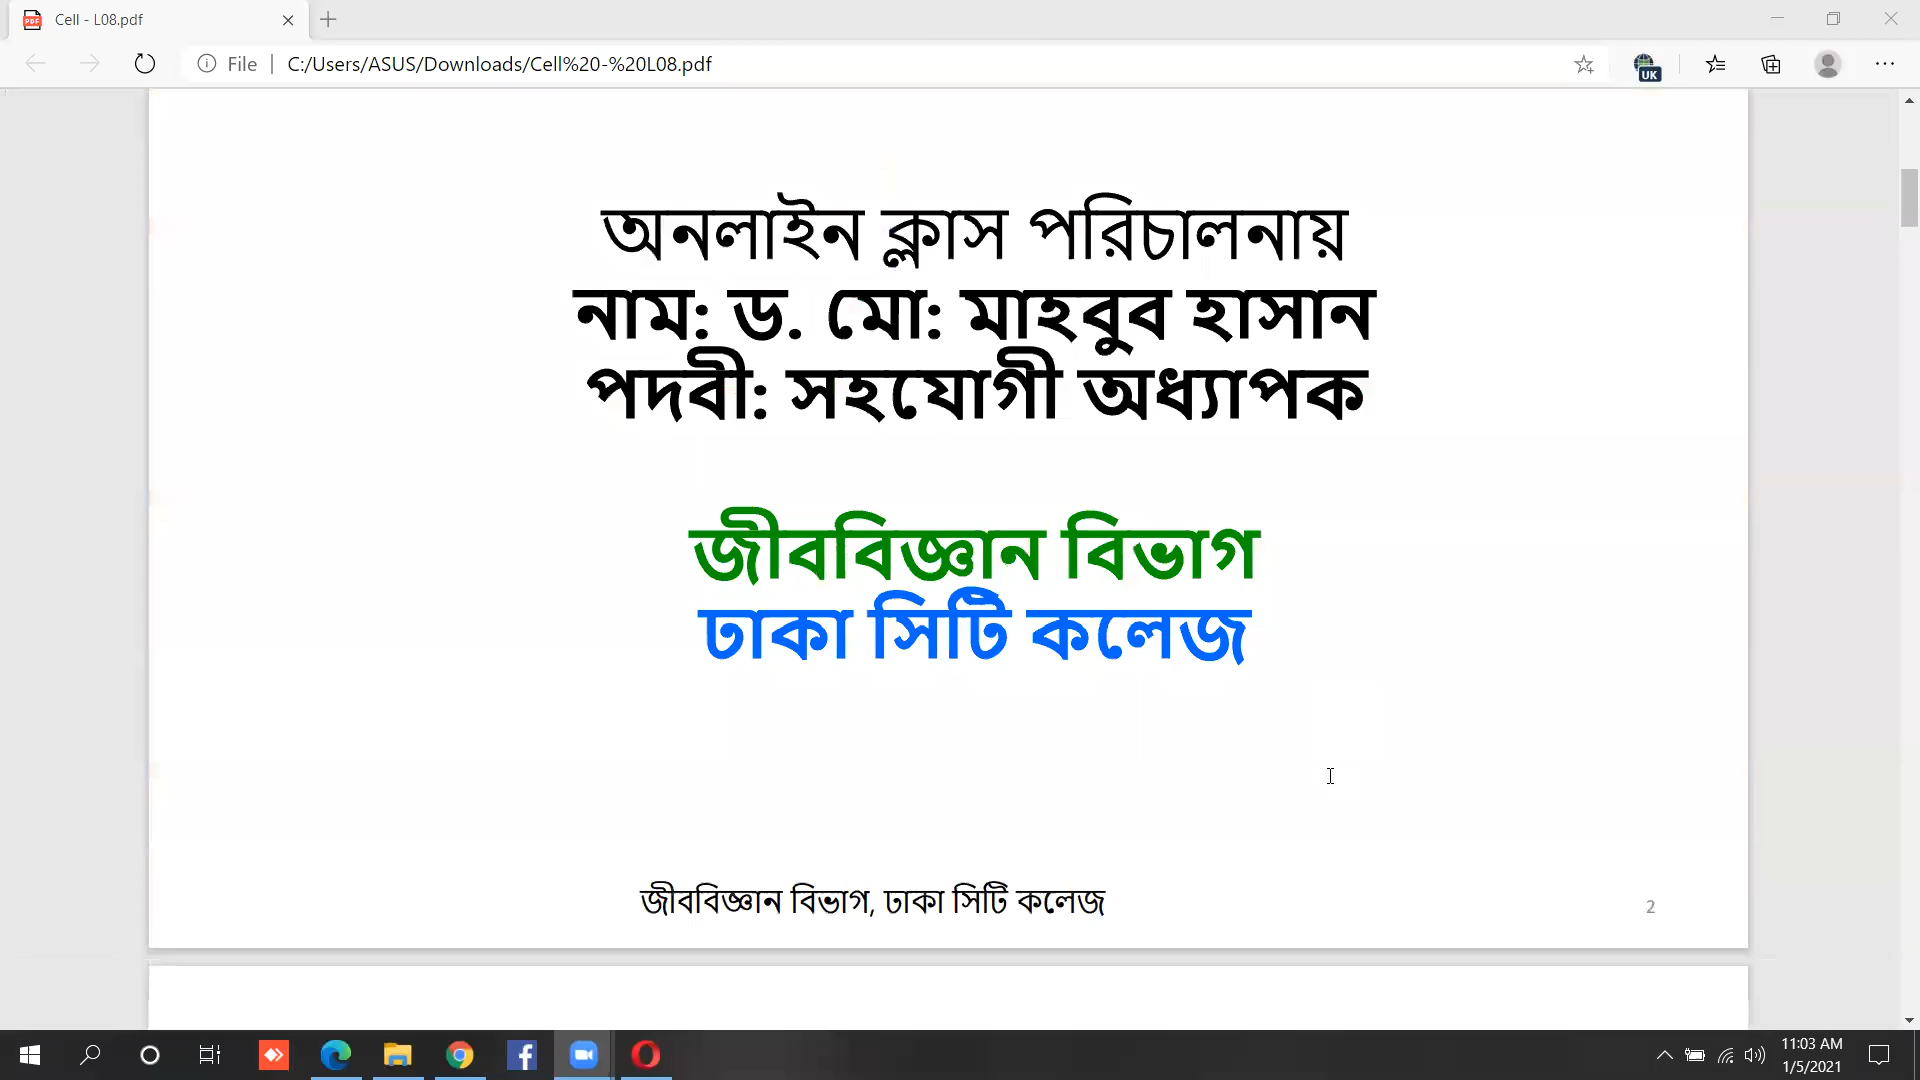 Cell - L08.pdf
File | C:/Users/ASUS/Downloads/Cell%20-%20L08.pdf
UK
অনলাইন ক্লাস পরিচালনায়
নাম: ড. মো: মাহবুব হাসান
পদবী: সহযোগী অধ্যাপক
জীববিজ্ঞান বিভাগ
ঢাকা সিটি কলেজ
জীববিজ্ঞান বিভাগ, ঢাকা সিটি কলেজ
2
11:03 AM
1/5/2021